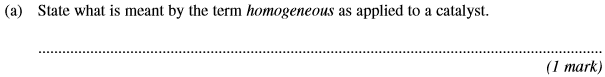 (a) State what is meant by the term homogeneous as applied to a catalyst.
................................................................................................................................................
(1 mark)